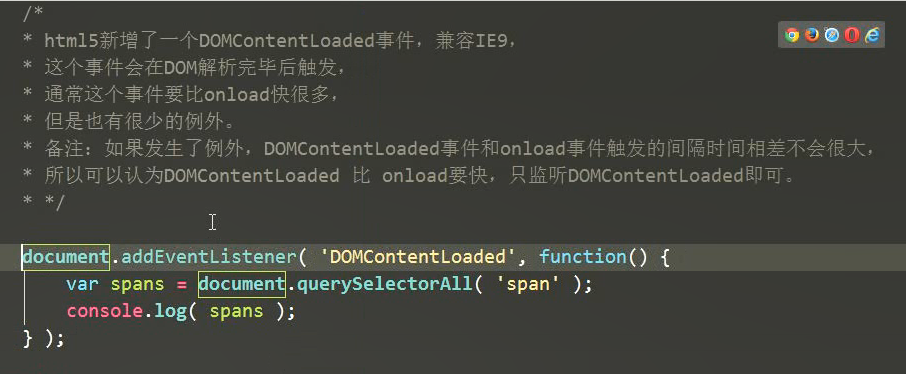 /*
* html5新增了一个DOMContentLoaded事件，兼容IE9，
* 这个事件会在DOM解析完毕后触发，
* 通常这个事件要比onload快很多，
* 但是也有很少的例外。
* 备注：如果发生了例外，DOMContentLoaded事件和onload事件触发的间隔时间相差不会很大，
* 所以可以认为DOMContentLoaded 比 onload要快，只监听DOMContentLoaded即可。
* */
document.addEventListener( 'DOMContentLoaded', function() {
var spans = document.querySelectorAll( 'span' );
console.log( spans );
} );